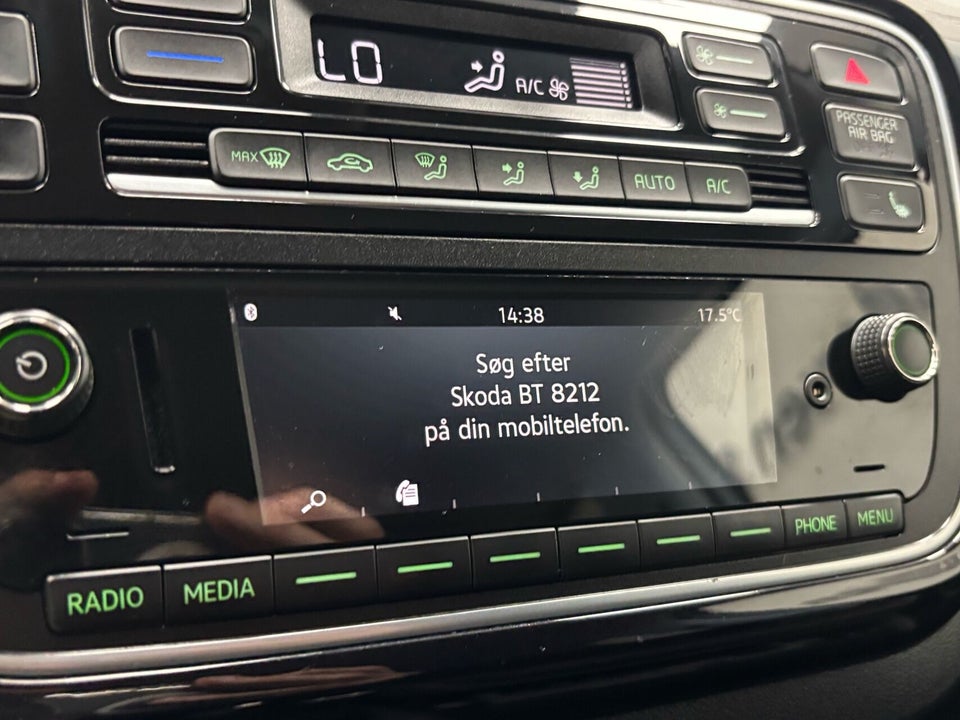 LO
A/C
PASSENGER
AIR BAG
MAX
AUTO
A/C
14:38
17.5°C
Søg efter
Skoda BT 8212
på din mobiltelefon.
RADIO
MEDIA
PHONE
MENU